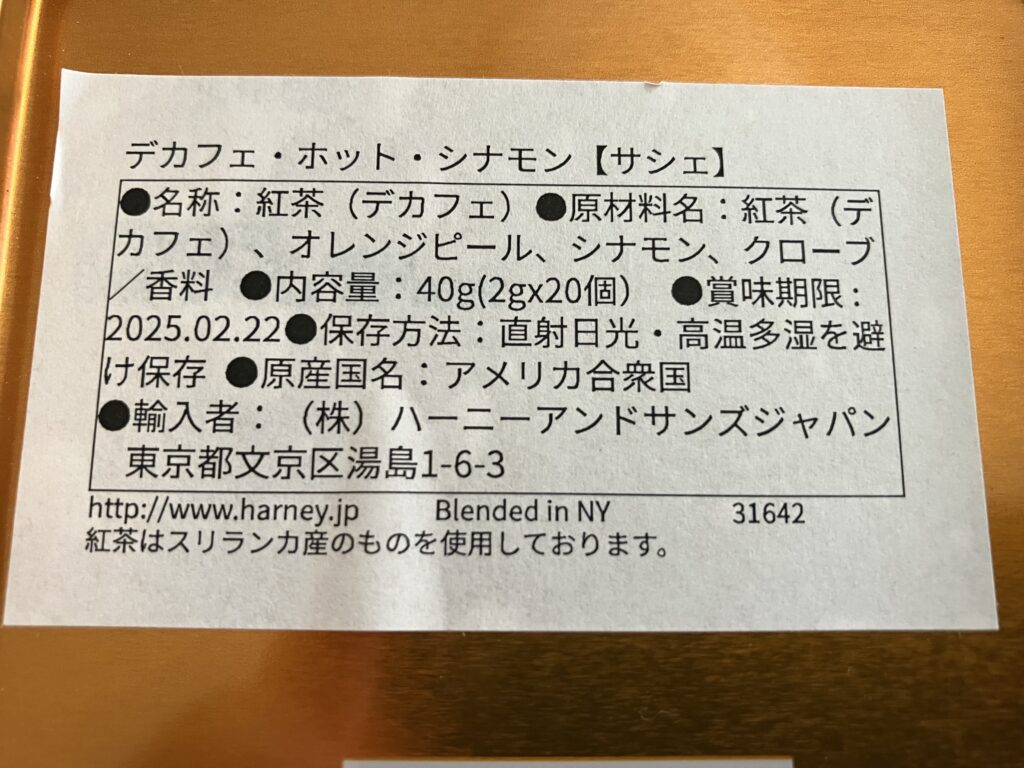 デカフェ・ホット・シナモン【サシェ】
●名称：紅茶（デカフェ）●原材料名：紅茶（デ
カフェ）、オレンジピール、シナモン、クローブ
／香料 ●内容量：40g(2gx20個） ●賞味期限：
2025.02.22●保存方法：直射日光・高温多湿を避
け保存 ●原産国名：アメリカ合衆国
●輸入者：（株）ハーニーアンドサンズジャパン
東京都文京区湯島1-6-3
http://www.harney.jp Blended in NY 31642
紅茶はスリランカ産のものを使用しております。